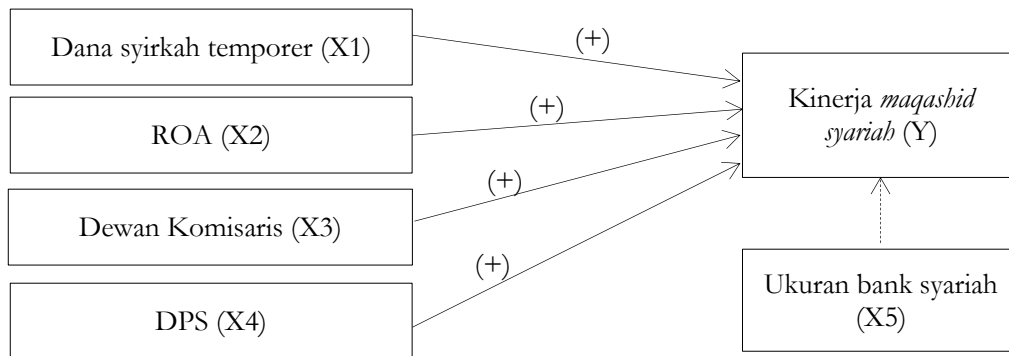 Dana syirkah temporer (X1)
(+)
ROA (X2)
(+)
Kinerja maqashid
syariah (Y)
Dewan Komisaris (X3)
(+)
DPS (X4)
(+)
Ukuran bank syariah
(X5)